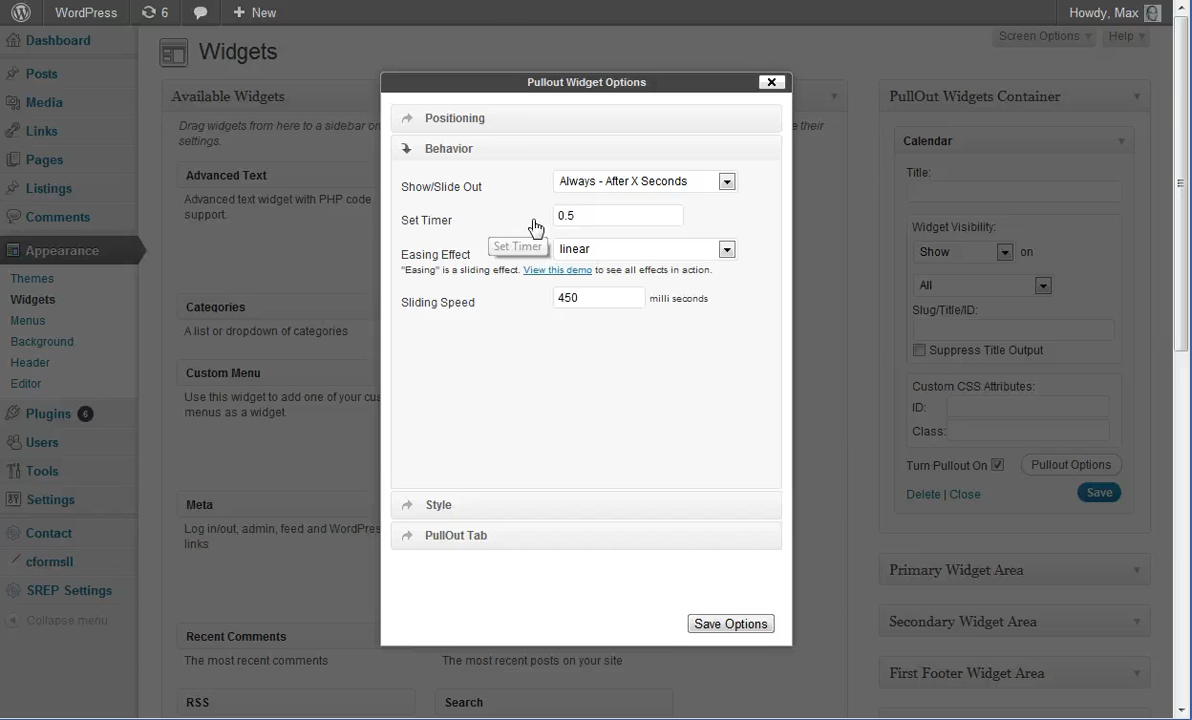 WordPress
6
New
Howdy, Max
Dashboard
Posts
Media
Links
Pages
Listings
Comments
Appearance
Themes
Widgets
Menus
Background
Header
Editor
Plugins 6
Users
Tools
Settings
Contact
cformsII
SREP Settings
Collapse menu
Widgets
Screen Options
Help
Available Widgets
Drag widgets from here to a sidebar on
e their
settings.
Advanced Text
Advanced text widget with PHP code
support.
Categories
A list or dropdown of categories
Custom Menu
Use this widget to add one of your cus
menus as a widget.
Meta
Log in/out, admin, feed and WordPres
links
Recent Comments
The most recent comments
The most recent posts on your site
RSS
Search
Pullout Widget Options
Positioning
Behavior
Show/Slide Out
Always - After X Seconds
Set Timer
0.5
Set Timer
Easing Effect
linear
"Easing" is a sliding effect. View this demo to see all effects in action.
Sliding Speed
450
milli seconds
Style
PullOut Tab
Save Options
PullOut Widgets Container
Calendar
Title:
Widget Visibility:
Show
on
All
Slug/Title/ID:
Suppress Title Output
Custom CSS Attributes:
ID:
Class:
Turn Pullout On
Pullout Options
Delete | Close
Save
Primary Widget Area
Secondary Widget Area
First Footer Widget Area